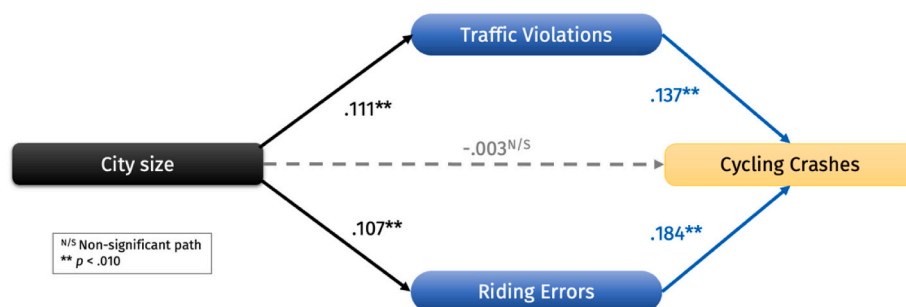 Traffic Violations
.111**
.137**
-.003N/S
City size
Cycling Crashes
.107**
.184**
N/S Non-significant path
** p < .010
Riding Errors